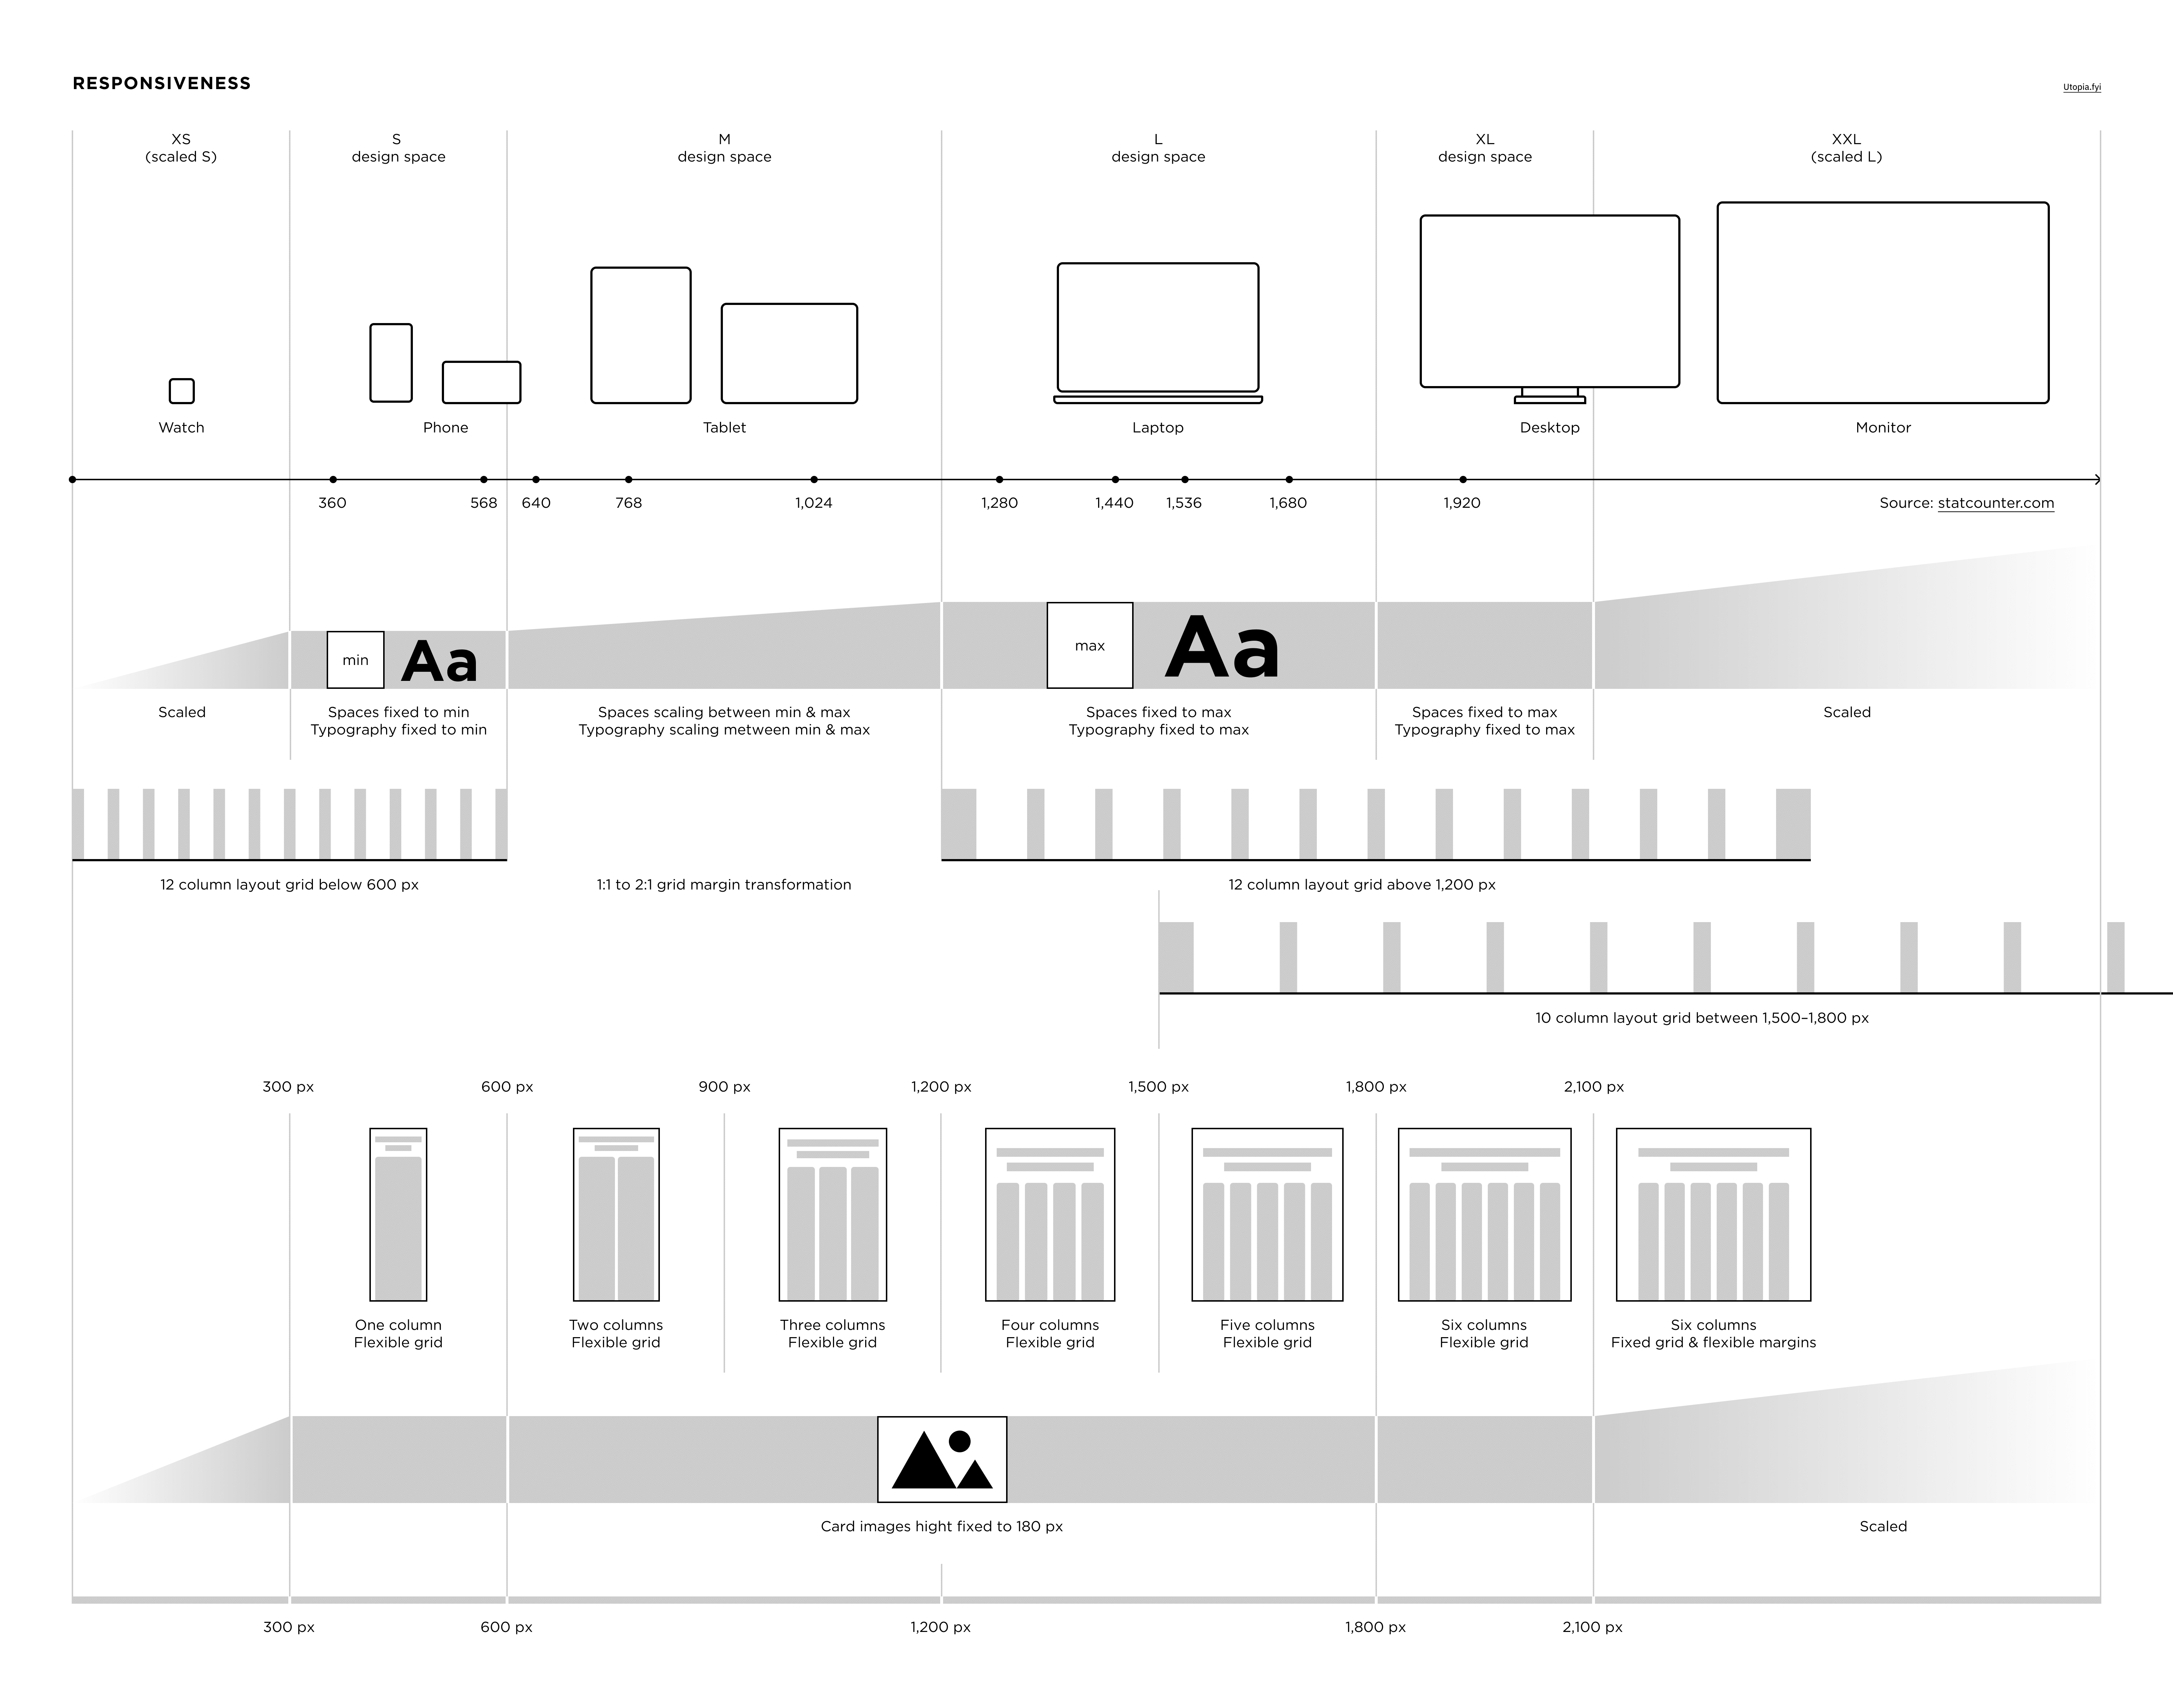 RESPONSIVENESS
Utopia.fyi
XS
(scaled S)
S
design space
M
design space
L
design space
XL
design space
XXL
(scaled L)
Watch
Phone
Tablet
Laptop
Desktop
Monitor
360
568
640
768
1,024
1,280
1,440
1,536
1,680
1,920
Source: statcounter.com
min
Aa
max
Aa
Scaled
Spaces fixed to min
Typography fixed to min
Spaces scaling between min & max
Typography scaling metween min & max
Spaces fixed to max
Typography fixed to max
Spaces fixed to max
Typography fixed to max
Scaled
12 column layout grid below 600 px
1:1 to 2:1 grid margin transformation
12 column layout grid above 1,200 px
10 column layout grid between 1,500–1,800 px
300 px
600 px
900 px
1,200 px
1,500 px
1,800 px
2,100 px
One column
Flexible grid
Two columns
Flexible grid
Three columns
Flexible grid
Four columns
Flexible grid
Five columns
Flexible grid
Six columns
Flexible grid
Six columns
Fixed grid & flexible margins
Card images hight fixed to 180 px
Scaled
300 px
600 px
1,200 px
1,800 px
2,100 px